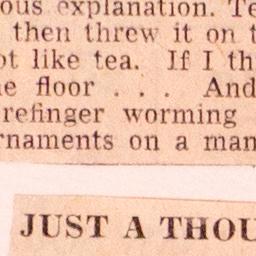 ous explanation. Te
then threw it on t
ot like tea. If I th
e floor . . . And
refinger worming
rnaments on a man
JUST A THOU